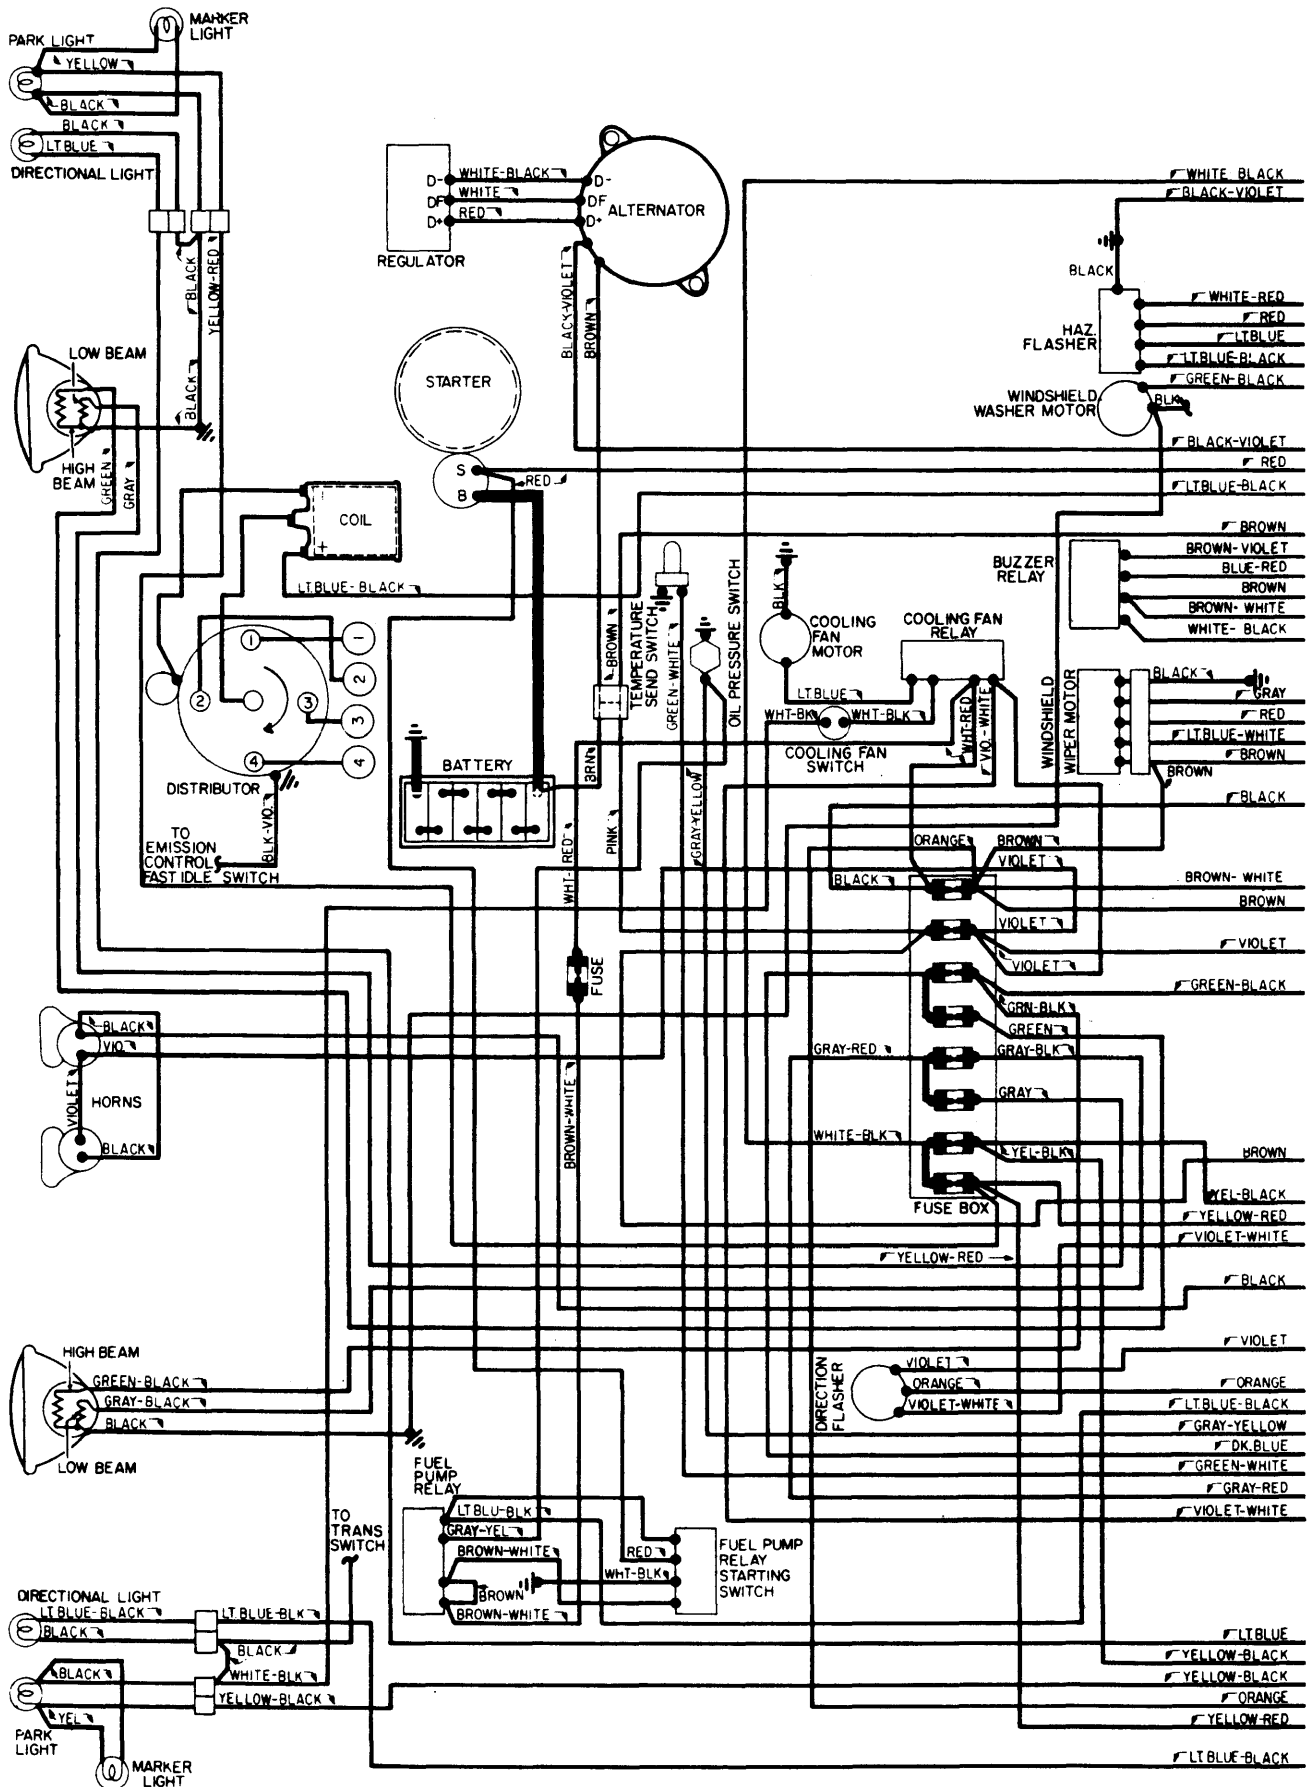 MARKER
LIGHT
PARK LIGHT
YELLOW
BLACK
BLACK
LT.BLUE
DIRECTIONAL LIGHT
BLACK
YELLOW-RED
BLACK
LOW BEAM
HIGH
BEAM
GREEN
GRAY
D-
DF
D+
WHITE-BLACK
WHITE
RED
D-
DF
D+
ALTERNATOR
REGULATOR
BLACK-VIOLET
BROWN
STARTER
S
B
RED
COIL
+
LT.BLUE-BLACK
1
2
3
4
1
2
3
4
DISTRIBUTOR
BLK-VIO.
TO
EMISSION
CONTROL
FAST IDLE SWITCH
BATTERY
BROWN
BRN
PINK
TEMPERATURE
SEND SWITCH
GREEN-WHITE
OIL PRESSURE SWITCH
GRAY-YELLOW
WHT-RED
FUSE
BROWN-WHITE
BLK
COOLING
FAN
MOTOR
COOLING FAN
RELAY
LT.BLUE
WHT-BK
WHT-BLK
COOLING FAN
SWITCH
WHT-RED
VIO.-WHITE
WHITE BLACK
BLACK-VIOLET
BLACK
HAZ.
FLASHER
WHITE-RED
RED
LT.BLUE
LT.BLUE-BLACK
GREEN-BLACK
WINDSHIELD
WASHER MOTOR
BLK
BLACK-VIOLET
RED
LT.BLUE-BLACK
BROWN
BUZZER
RELAY
BROWN-VIOLET
BLUE-RED
BROWN
BROWN-WHITE
WHITE-BLACK
WINDSHIELD
WIPER MOTOR
BLACK
GRAY
RED
LT.BLUE-WHITE
BROWN
BROWN
BLACK
ORANGE
BROWN
VIOLET
BLACK
BROWN-WHITE
BROWN
VIOLET
VIOLET
VIOLET
GREEN-BLACK
GRN-BLK
GREEN
GRAY-RED
GRAY-BLK
GRAY
WHITE-BLK
YEL-BLK
FUSE BOX
BROWN
YEL-BLACK
YELLOW-RED
VIOLET-WHITE
YELLOW-RED
BLACK
BLACK
VIO.
VIOLET
HORNS
BLACK
HIGH BEAM
GREEN-BLACK
GRAY-BLACK
BLACK
LOW BEAM
DIRECTION
FLASHER
VIOLET
ORANGE
VIOLET-WHITE
VIOLET
ORANGE
LT.BLUE-BLACK
GRAY-YELLOW
DK.BLUE
GREEN-WHITE
GRAY-RED
VIOLET-WHITE
FUEL
PUMP
RELAY
LT.BLU-BLK
GRAY-YEL
BROWN-WHITE
BROWN
BROWN-WHITE
RED
WHT-BLK
FUEL PUMP
RELAY
STARTING
SWITCH
TO
TRANS
SWITCH
DIRECTIONAL LIGHT
LT.BLUE-BLACK
LT.BLUE-BLK
BLACK
BLACK
BLACK
WHITE-BLK
YELLOW-BLACK
YEL
PARK
LIGHT
MARKER
LIGHT
LT.BLUE
YELLOW-BLACK
YELLOW-BLACK
ORANGE
YELLOW-RED
LT BLUE-BLACK